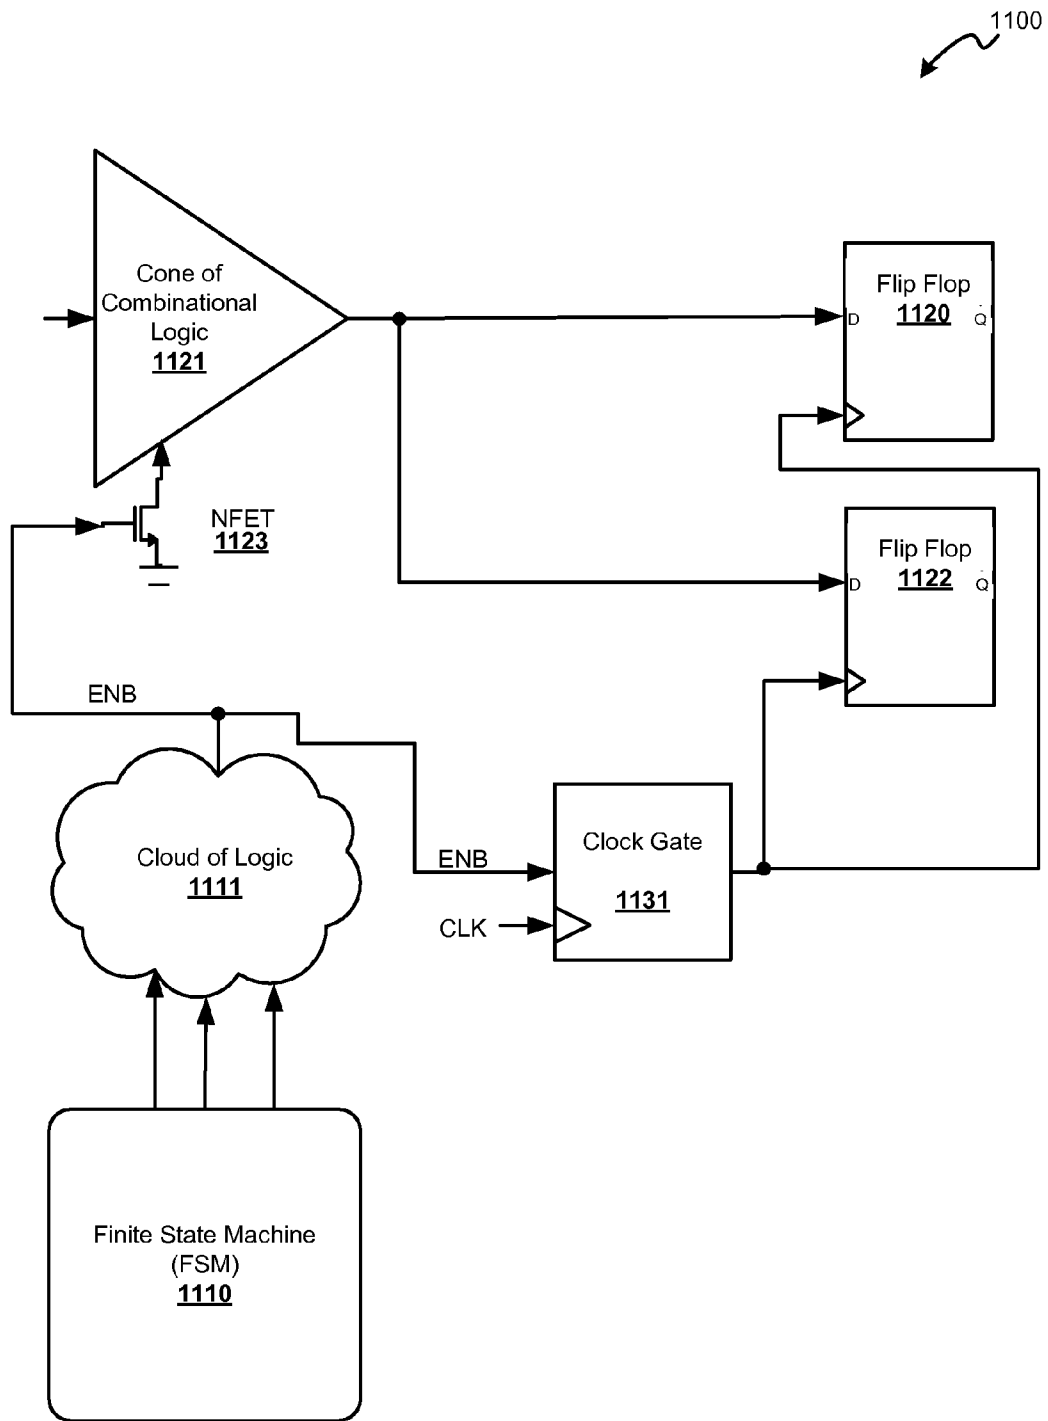 1100
Cone of
Combinational
Logic
1121
Flip Flop
1120
D
Q
NFET
1123
Flip Flop
1122
D
Q
ENB
Cloud of Logic
1111
Clock Gate
1131
ENB
CLK
Finite State Machine
(FSM)
1110